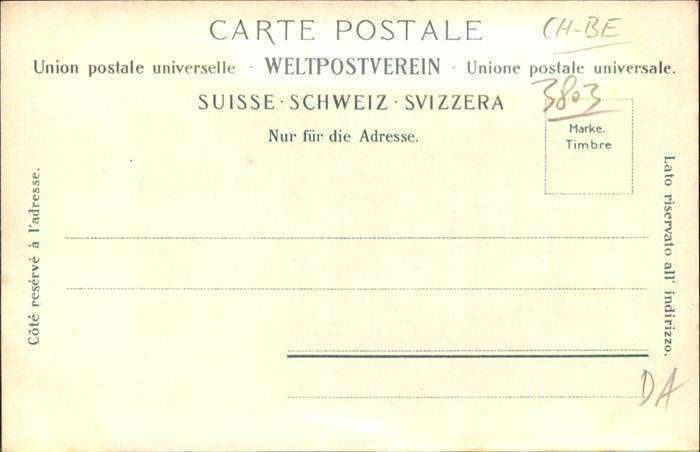 CARTE POSTALE
CH-BE
Union postale universelle · WELTPOSTVEREIN · Unione postale universale.
SUISSE · SCHWEIZ · SVIZZERA
3803
Nur für die Adresse.
Marke.
Timbre
Côté resérvé à l'adresse.
Lato riservato all' indirizzo.
DA